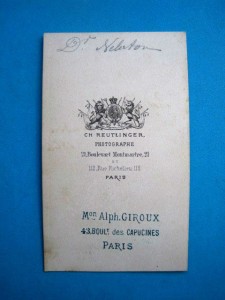 Dr Newton
CH REUTLINGER,
PHOTOGRAPHE
21, Boulevart Montmartre, 21
ET
112, Rue Richelieu 112
PARIS
Mon Alph. GIROUX
43, BOULt. des CAPUCINES
PARIS